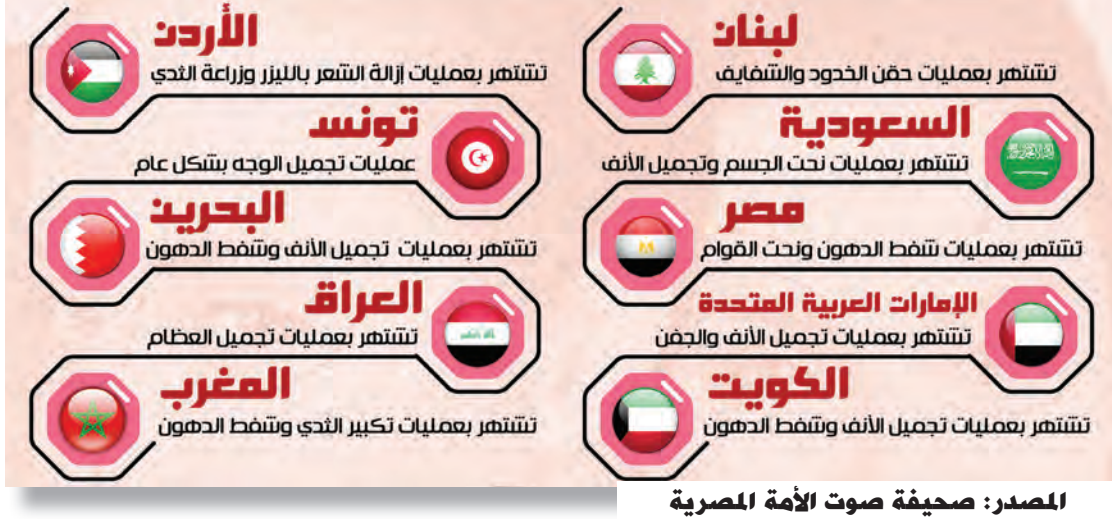 لبنان
تشتهر بعمليات حقن الخدود والشفايف
السعودية
تشتهر بعمليات نحت الجسم وتجميل الأنف
مصر
تشتهر بعمليات شفط الدهون ونحت القوام
الإمارات العربية المتحدة
تشتهر بعمليات تجميل الأنف والجفن
الكويت
تشتهر بعمليات تجميل الأنف وشفط الدهون
الأردن
تشتهر بعمليات إزالة الشعر بالليزر وزراعة الثدي
تونس
عمليات تجميل الوجه بشكل عام
البحرين
تشتهر بعمليات تجميل الأنف وشفط الدهون
العراق
تشتهر بعمليات تجميل العظام
المغرب
تشتهر بعمليات تكبير الثدي وشفط الدهون
المصدر: صحيفة صوت الأمة المصرية